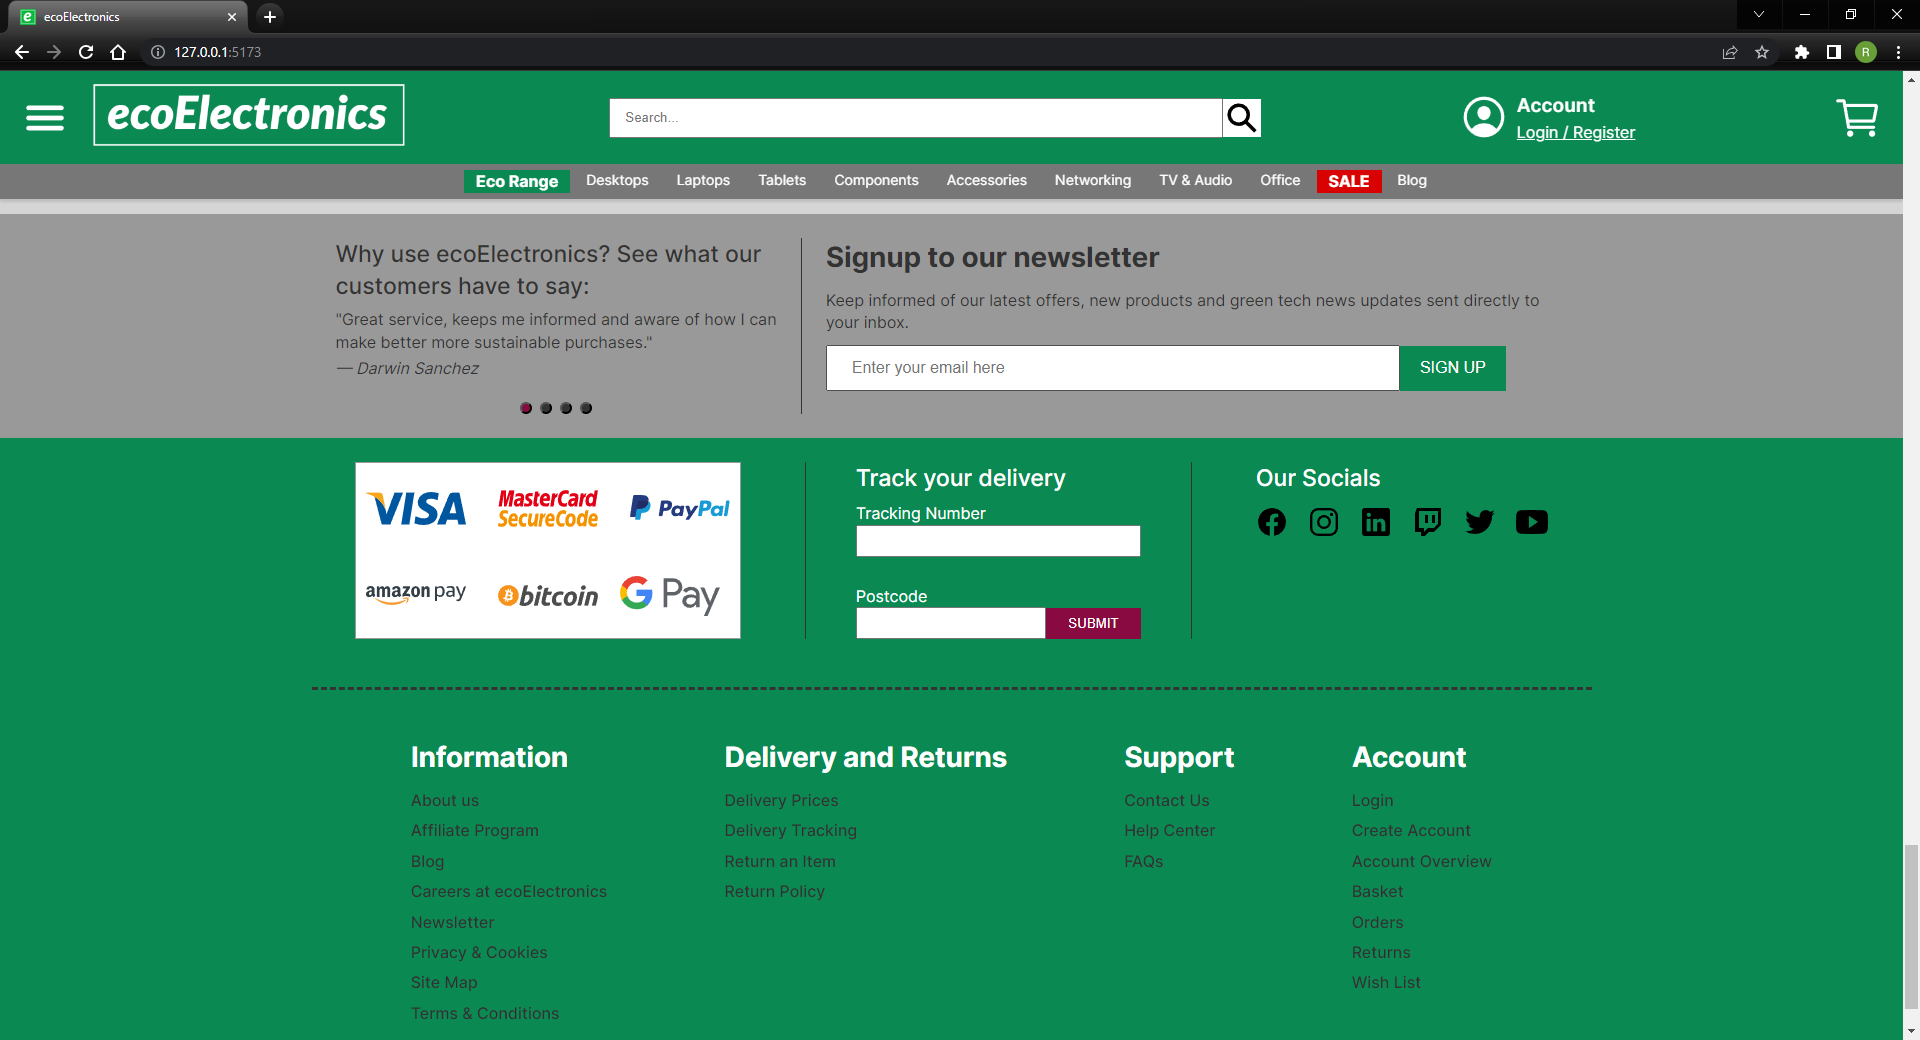 ecoElectronics
127.0.0.1:5173
R
ecoElectronics
Search...
Account
Login / Register
Eco Range Desktops Laptops Tablets Components Accessories Networking TV & Audio Office SALE Blog
Why use ecoElectronics? See what our
customers have to say:
"Great service, keeps me informed and aware of how I can
make better more sustainable purchases."
— Darwin Sanchez
Signup to our newsletter
Keep informed of our latest offers, new products and green tech news updates sent directly to
your inbox.
Enter your email here
SIGN UP
VISA
MasterCard
SecureCode
PayPal
amazon pay
bitcoin
G Pay
Track your delivery
Tracking Number
Postcode
SUBMIT
Our Socials
Information
About us
Affiliate Program
Blog
Careers at ecoElectronics
Newsletter
Privacy & Cookies
Site Map
Terms & Conditions
Delivery and Returns
Delivery Prices
Delivery Tracking
Return an Item
Return Policy
Support
Contact Us
Help Center
FAQs
Account
Login
Create Account
Account Overview
Basket
Orders
Returns
Wish List